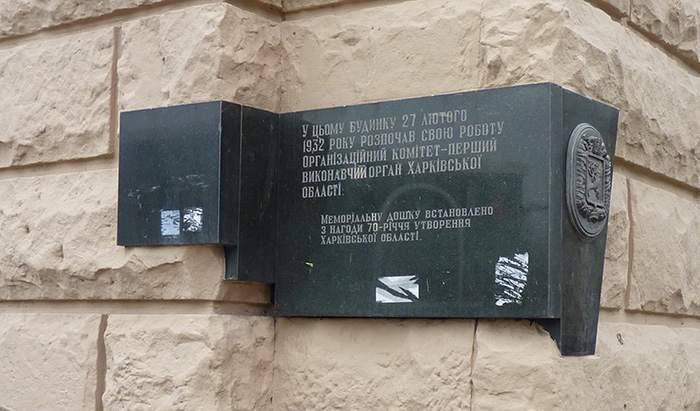 У ЦЬОМУ БУДИНКУ 27 ЛЮТОГО
1932 РОКУ РОЗПОЧАВ СВОЮ РОБОТУ
ОРГАНІЗАЦІЙНИЙ КОМІТЕТ–ПЕРШИЙ
ВИКОНАВЧИЙ ОРГАН ХАРКІВСЬКОЇ
ОБЛАСТІ.
МЕМОРІАЛЬНУ ДОШКУ ВСТАНОВЛЕНО
З НАГОДИ 70-РІЧЧЯ УТВОРЕННЯ
ХАРКІВСЬКОЇ ОБЛАСТІ.